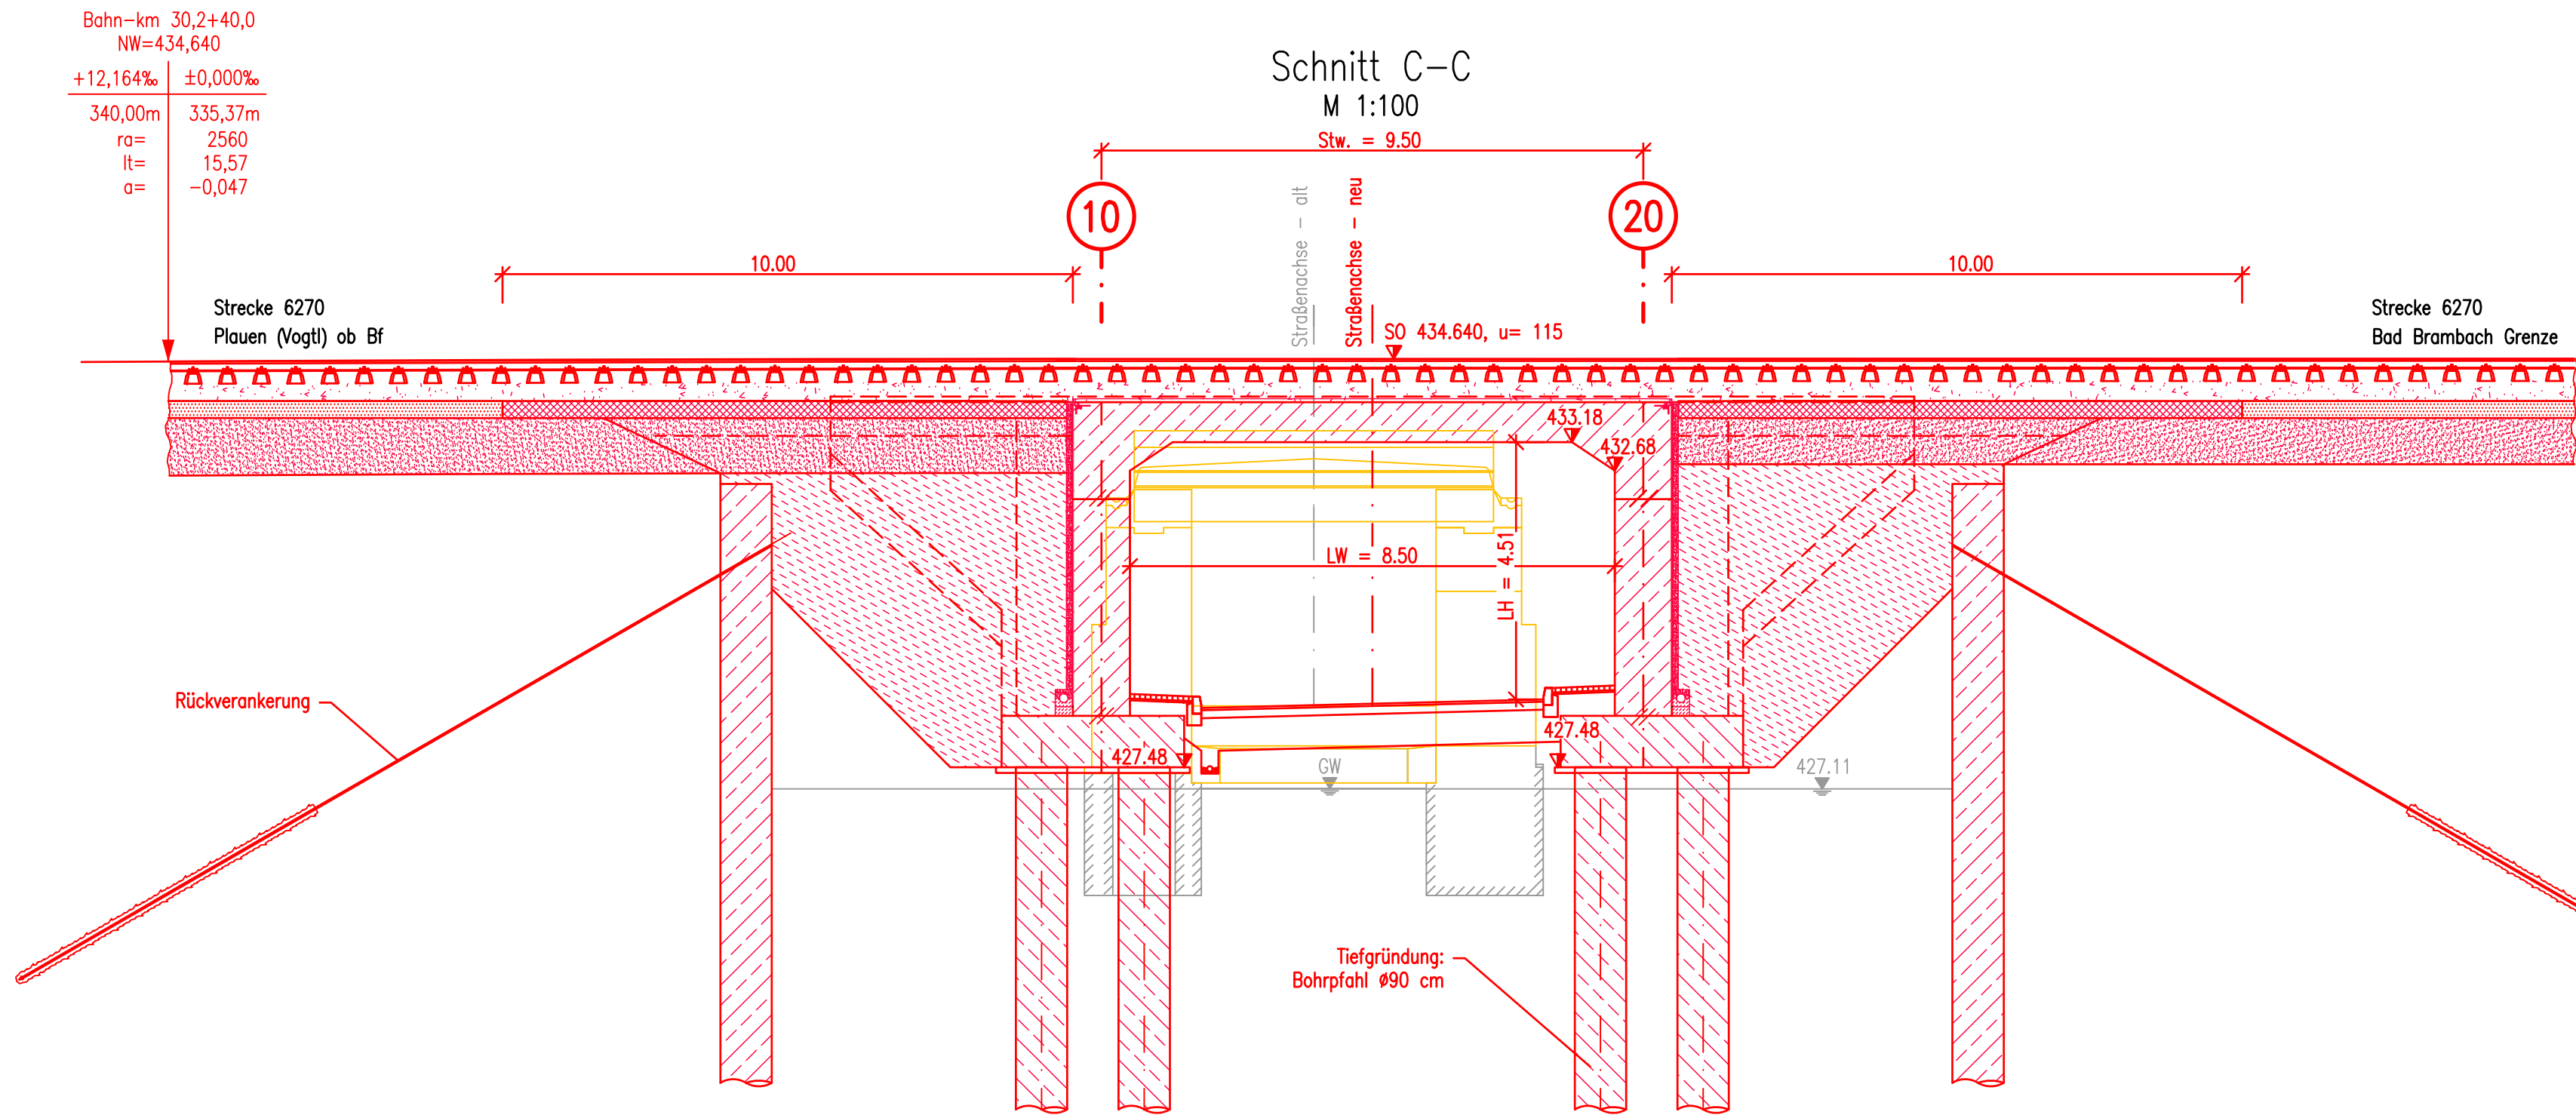 Bahn-km 30,2+40,0
NW=434,640
+12,164‰ ±0,000‰
340,00m 335,37m
ra= 2560
lt= 15,57
a= -0,047
Schnitt C-C
M 1:100
Stw. = 9.50
10
20
10.00
10.00
Straßenachse - alt
Straßenachse - neu
SO 434.640, u= 115
Strecke 6270
Plauen (Vogtl) ob Bf
Strecke 6270
Bad Brambach Grenze
433.18
432.68
LW = 8.50
LH = 4.51
Rückverankerung
427.48
427.48
GW
427.11
Tiefgründung:
Bohrpfahl Ø90 cm